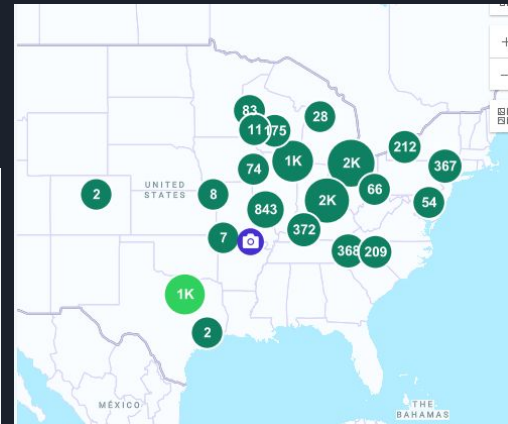 83
28
11
175
212
1K
2K
367
74
66
UNITED
STATES
2
8
2K
54
843
372
7
368
209
1K
2
MÉXICO
THE
BAHAMAS